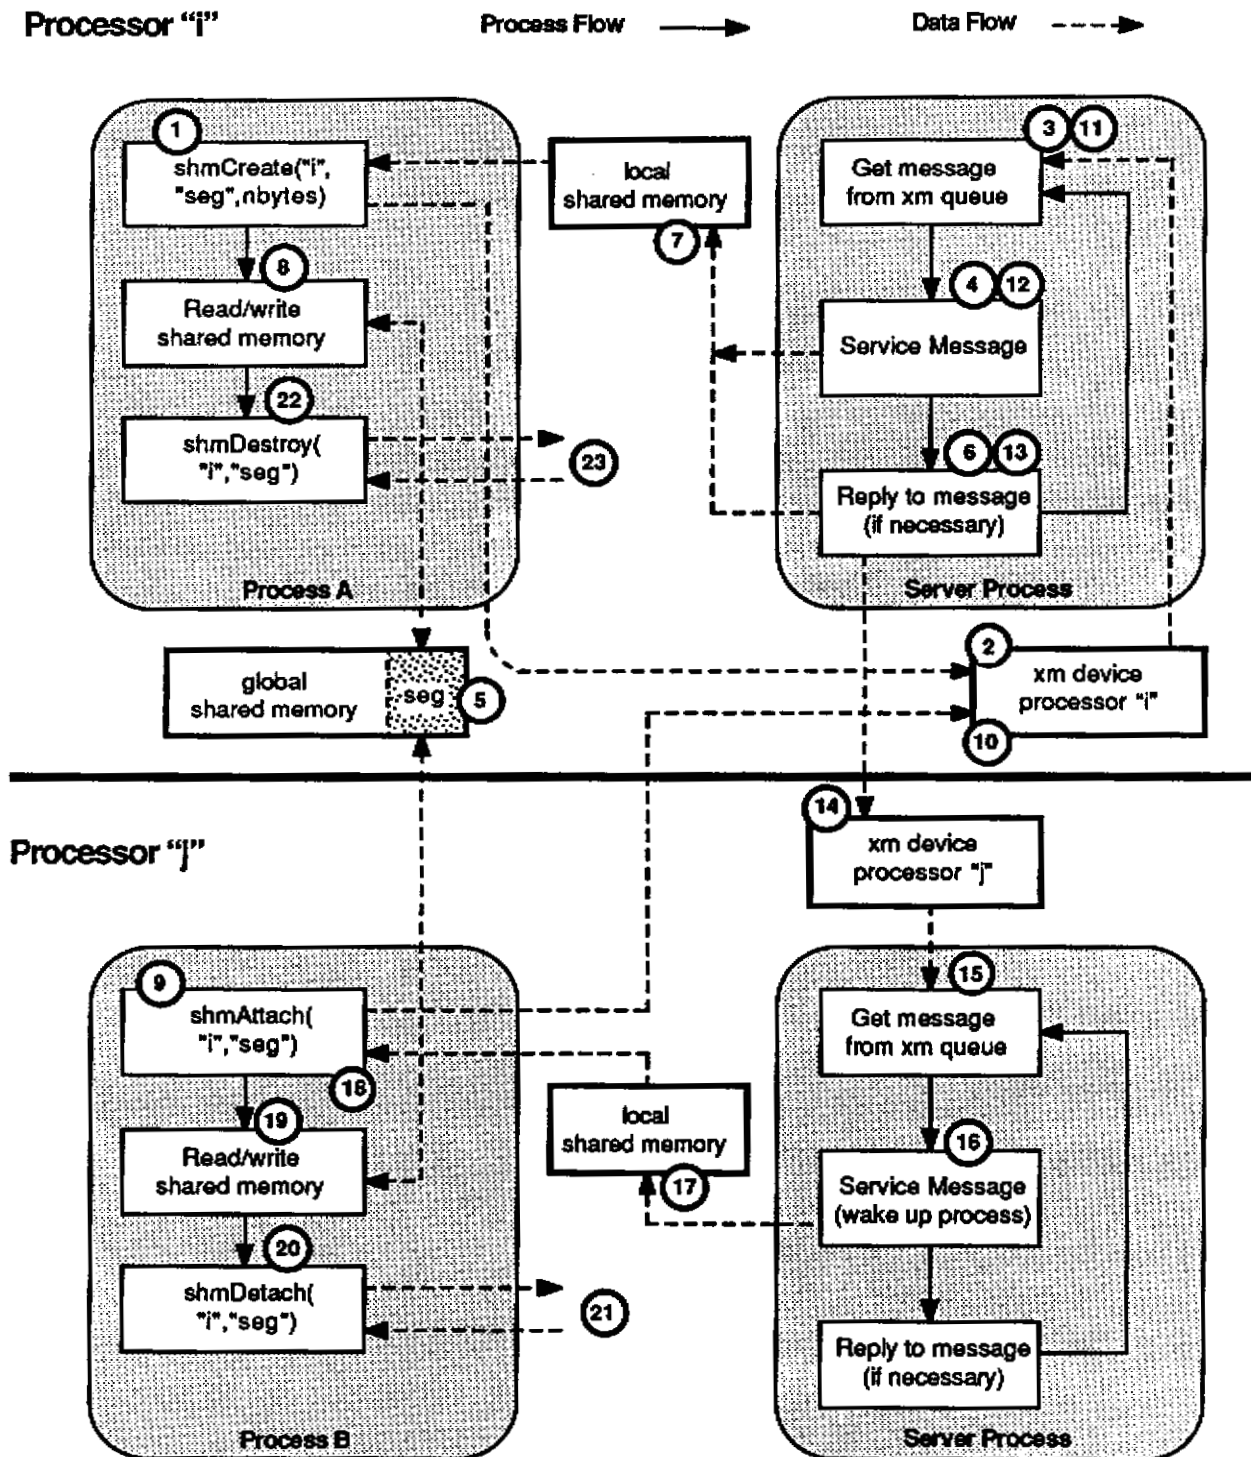 Processor “i”
Process Flow
Data Flow
1
shmCreate("i",
"seg",nbytes)
8
Read/write
shared memory
22
shmDestroy(
"i","seg")
23
Process A
local
shared memory
7
3 11
Get message
from xm queue
4 12
Service Message
6 13
Reply to message
(if necessary)
Server Process
global
shared memory
seg
5
2
xm device
processor "i"
10
Processor “j”
14
xm device
processor "j"
9
shmAttach(
"i","seg")
18
19
Read/write
shared memory
20
shmDetach(
"i","seg")
21
Process B
local
shared memory
17
15
Get message
from xm queue
16
Service Message
(wake up process)
Reply to message
(if necessary)
Server Process